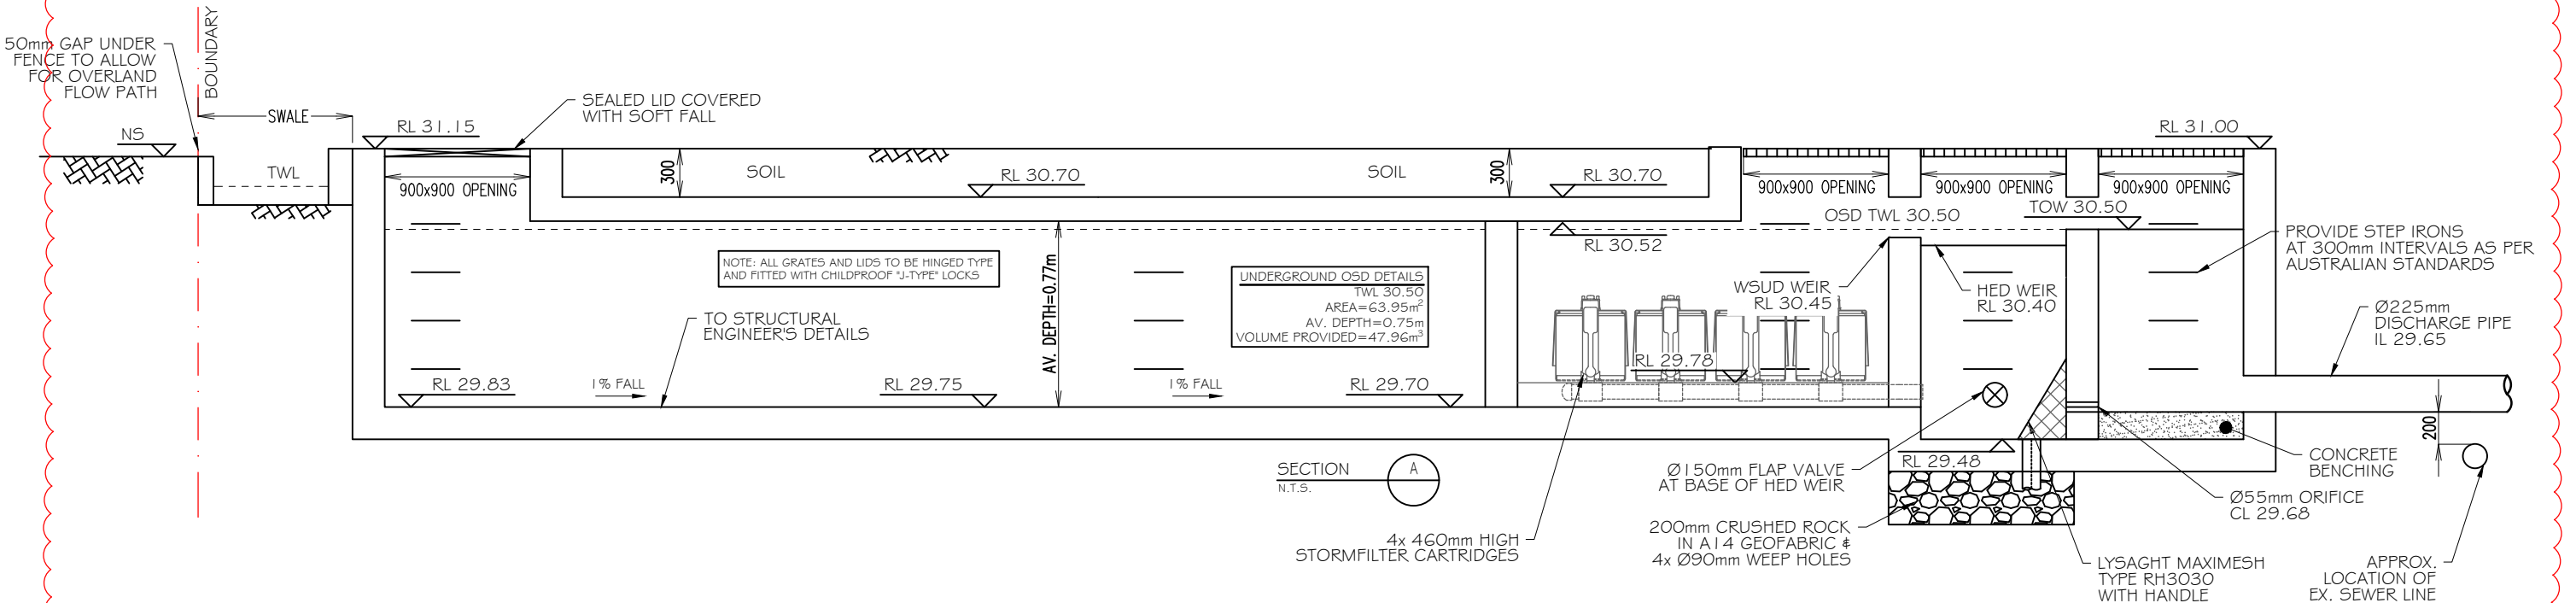 50mm GAP UNDER
FENCE TO ALLOW
FOR OVERLAND
FLOW PATH
BOUNDARY
SWALE
NS
TWL
RL 31.15
SEALED LID COVERED
WITH SOFT FALL
900x900 OPENING
300
SOIL
RL 30.70
SOIL
300
RL 30.70
RL 31.00
900x900 OPENING
900x900 OPENING
900x900 OPENING
OSD TWL 30.50
TOW 30.50
RL 30.52
NOTE: ALL GRATES AND LIDS TO BE HINGED TYPE
AND FITTED WITH CHILDPROOF "J-TYPE" LOCKS
AV. DEPTH=0.77m
UNDERGROUND OSD DETAILS
TWL 30.50
AREA=63.95m²
AV. DEPTH=0.75m
VOLUME PROVIDED=47.96m³
TO STRUCTURAL
ENGINEER'S DETAILS
WSUD WEIR
RL 30.45
HED WEIR
RL 30.40
PROVIDE STEP IRONS
AT 300mm INTERVALS AS PER
AUSTRALIAN STANDARDS
Ø225mm
DISCHARGE PIPE
IL 29.65
RL 29.83
1% FALL
RL 29.75
1% FALL
RL 29.70
RL 29.78
200
SECTION
N.T.S.
A
4x 460mm HIGH
STORMFILTER CARTRIDGES
Ø150mm FLAP VALVE
AT BASE OF HED WEIR
RL 29.48
200mm CRUSHED ROCK
IN A14 GEOFABRIC &
4x Ø90mm WEEP HOLES
CONCRETE
BENCHING
Ø55mm ORIFICE
CL 29.68
LYSAGHT MAXIMESH
TYPE RH3030
WITH HANDLE
APPROX.
LOCATION OF
EX. SEWER LINE